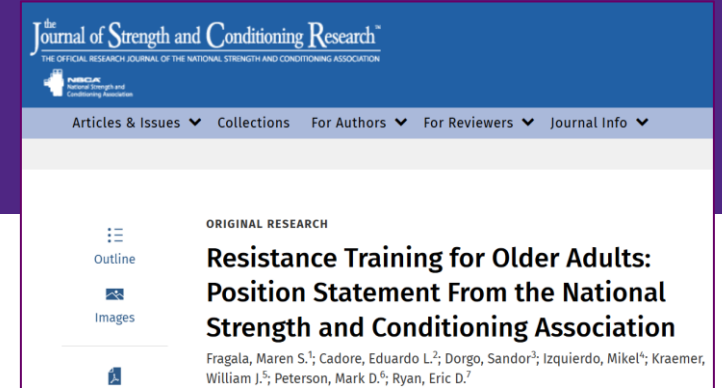 the
Journal of Strength and Conditioning Research™
THE OFFICIAL RESEARCH JOURNAL OF THE NATIONAL STRENGTH AND CONDITIONING ASSOCIATION
NSCA
National Strength and
Conditioning Association
Articles & Issues Collections For Authors For Reviewers Journal Info
ORIGINAL RESEARCH
Outline
Resistance Training for Older Adults:
Position Statement From the National
Images
Strength and Conditioning Association
Fragala, Maren S.1; Cadore, Eduardo L.2; Dorgo, Sandor3; Izquierdo, Mikel4; Kraemer,
William J.5; Peterson, Mark D.6; Ryan, Eric D.7